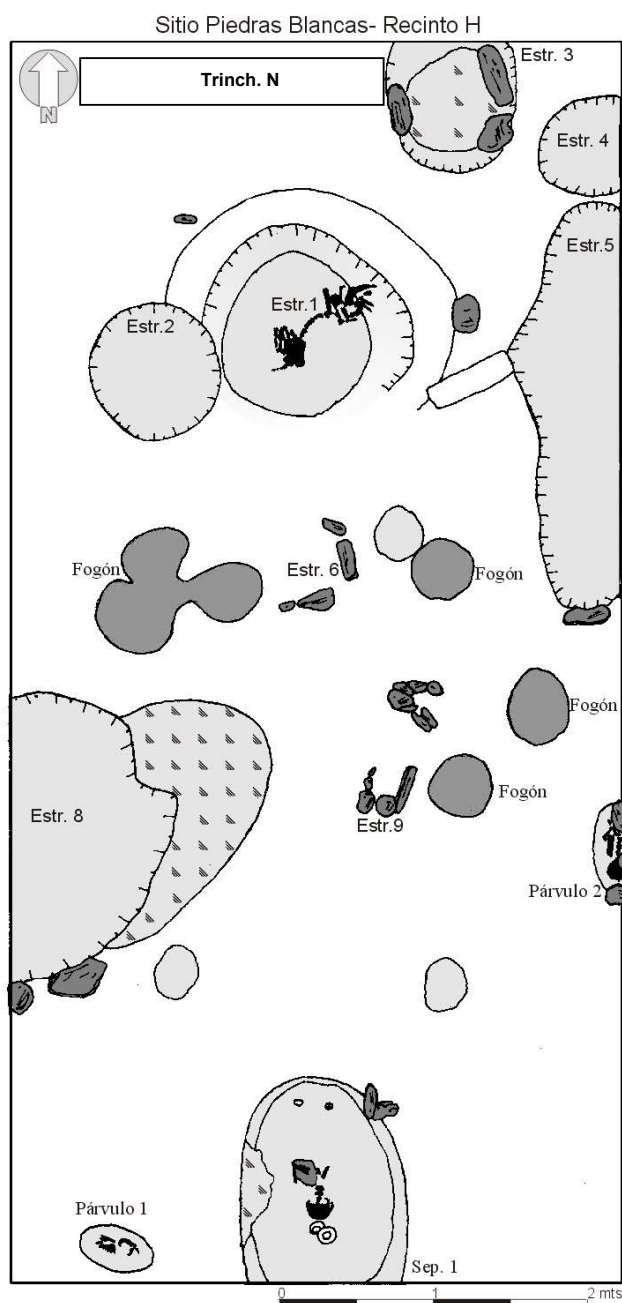 Sitio Piedras Blancas- Recinto H
N
Trinch. N
Estr. 3
Estr. 4
Estr.5
Estr.1
Estr.2
Fogón
Estr. 6
Fogón
Fogón
Fogón
Estr. 8
Estr.9
Párvulo 2
Párvulo 1
Sep. 1
0 1 2 mts